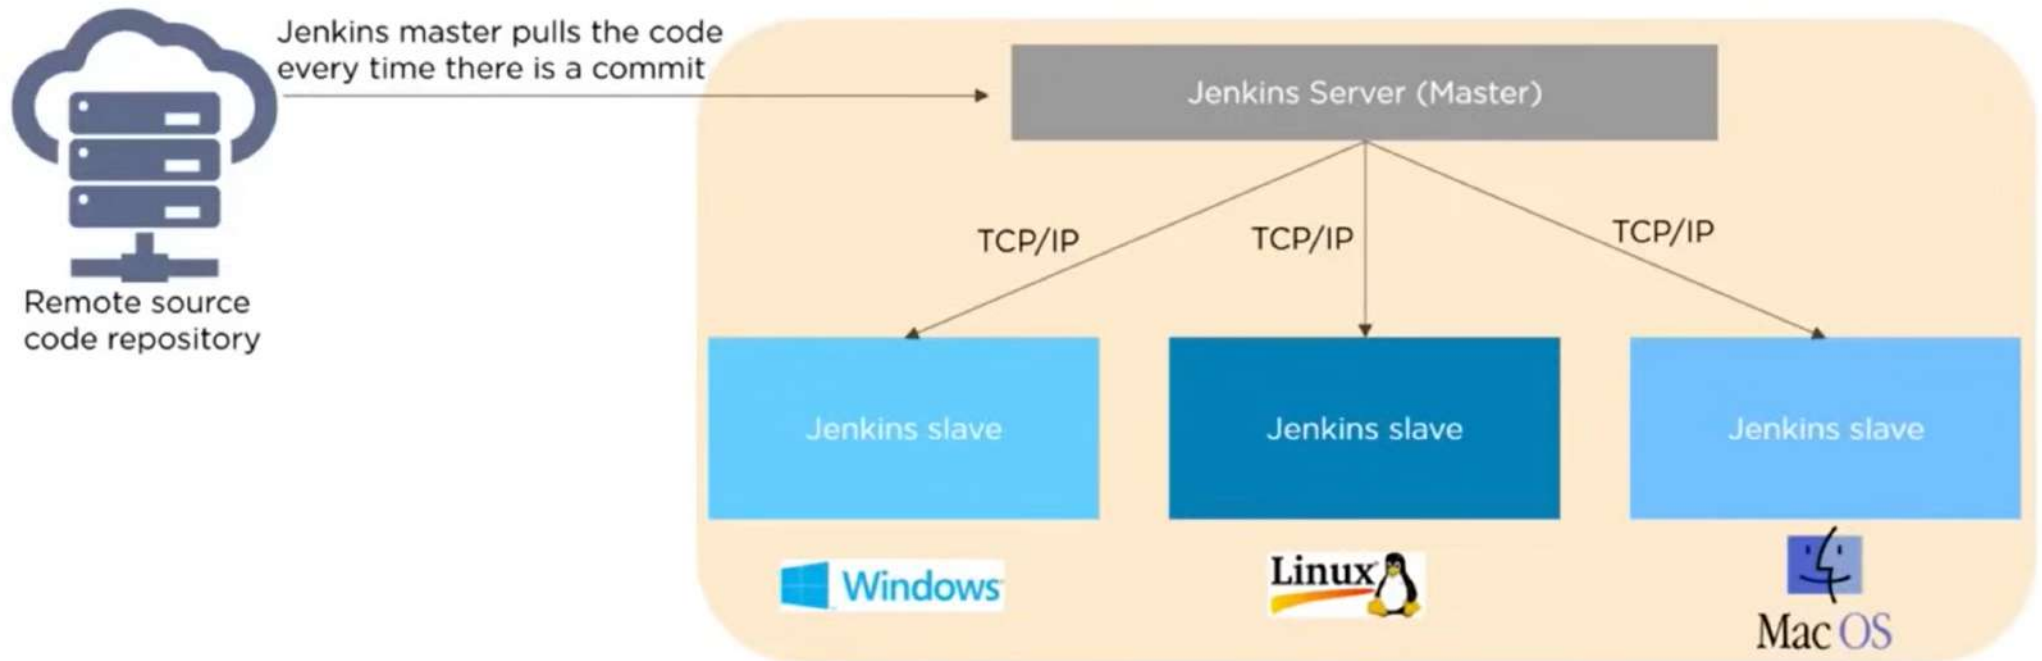 Jenkins master pulls the code
every time there is a commit
Jenkins Server (Master)
TCP/IP
TCP/IP
TCP/IP
Remote source
code repository
Jenkins slave
Jenkins slave
Jenkins slave
Windows
Linux
Mac OS